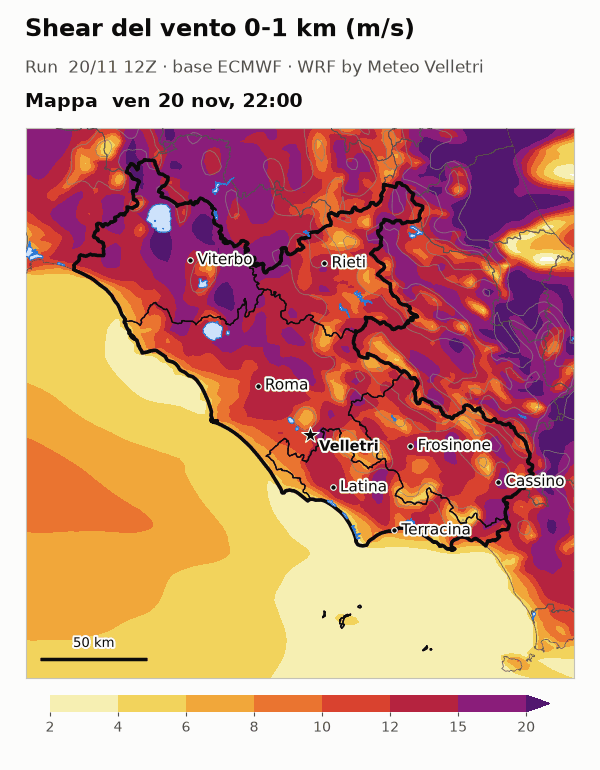 Shear del vento 0-1 km (m/s)
Run 20/11 12Z · base ECMWF · WRF by Meteo Velletri
Mappa ven 20 nov, 22:00
Viterbo
Rieti
Roma
Velletri
Frosinone
Latina
Cassino
Terracina
50 km
2 4 6 8 10 12 15 20